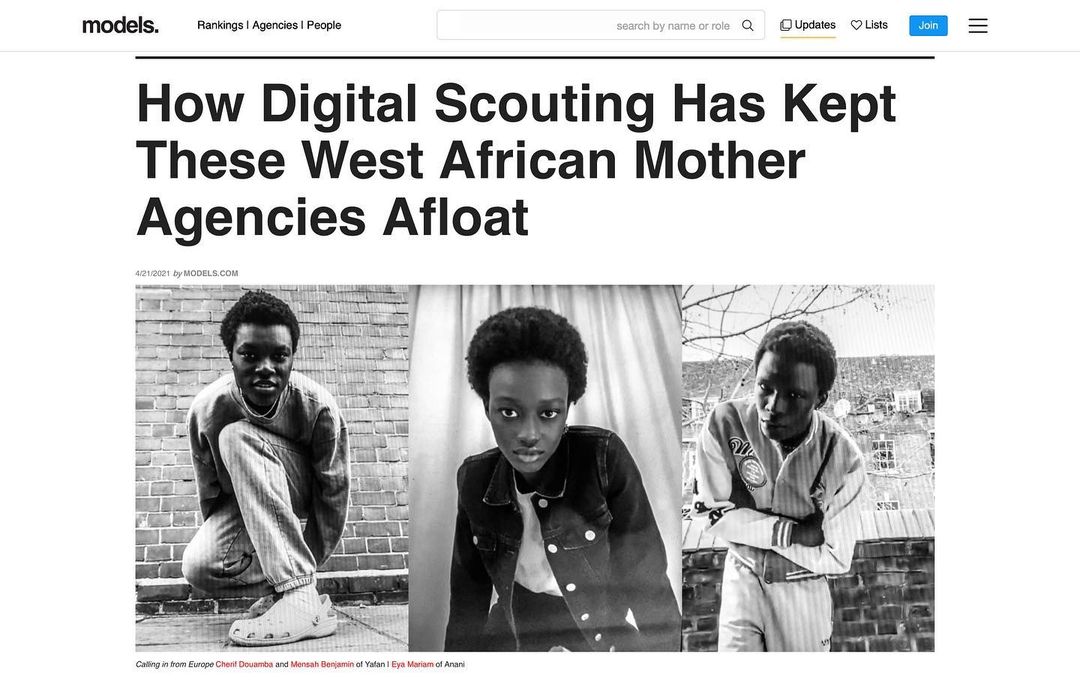 models.
Rankings | Agencies | People
search by name or role
Updates
Lists
Join
How Digital Scouting Has Kept
These West African Mother
Agencies Afloat
4/21/2021 by MODELS.COM
Calling in from Europe Cherif Douamba and Mensah Benjamin of Yafan | Eya Mariam of Anani